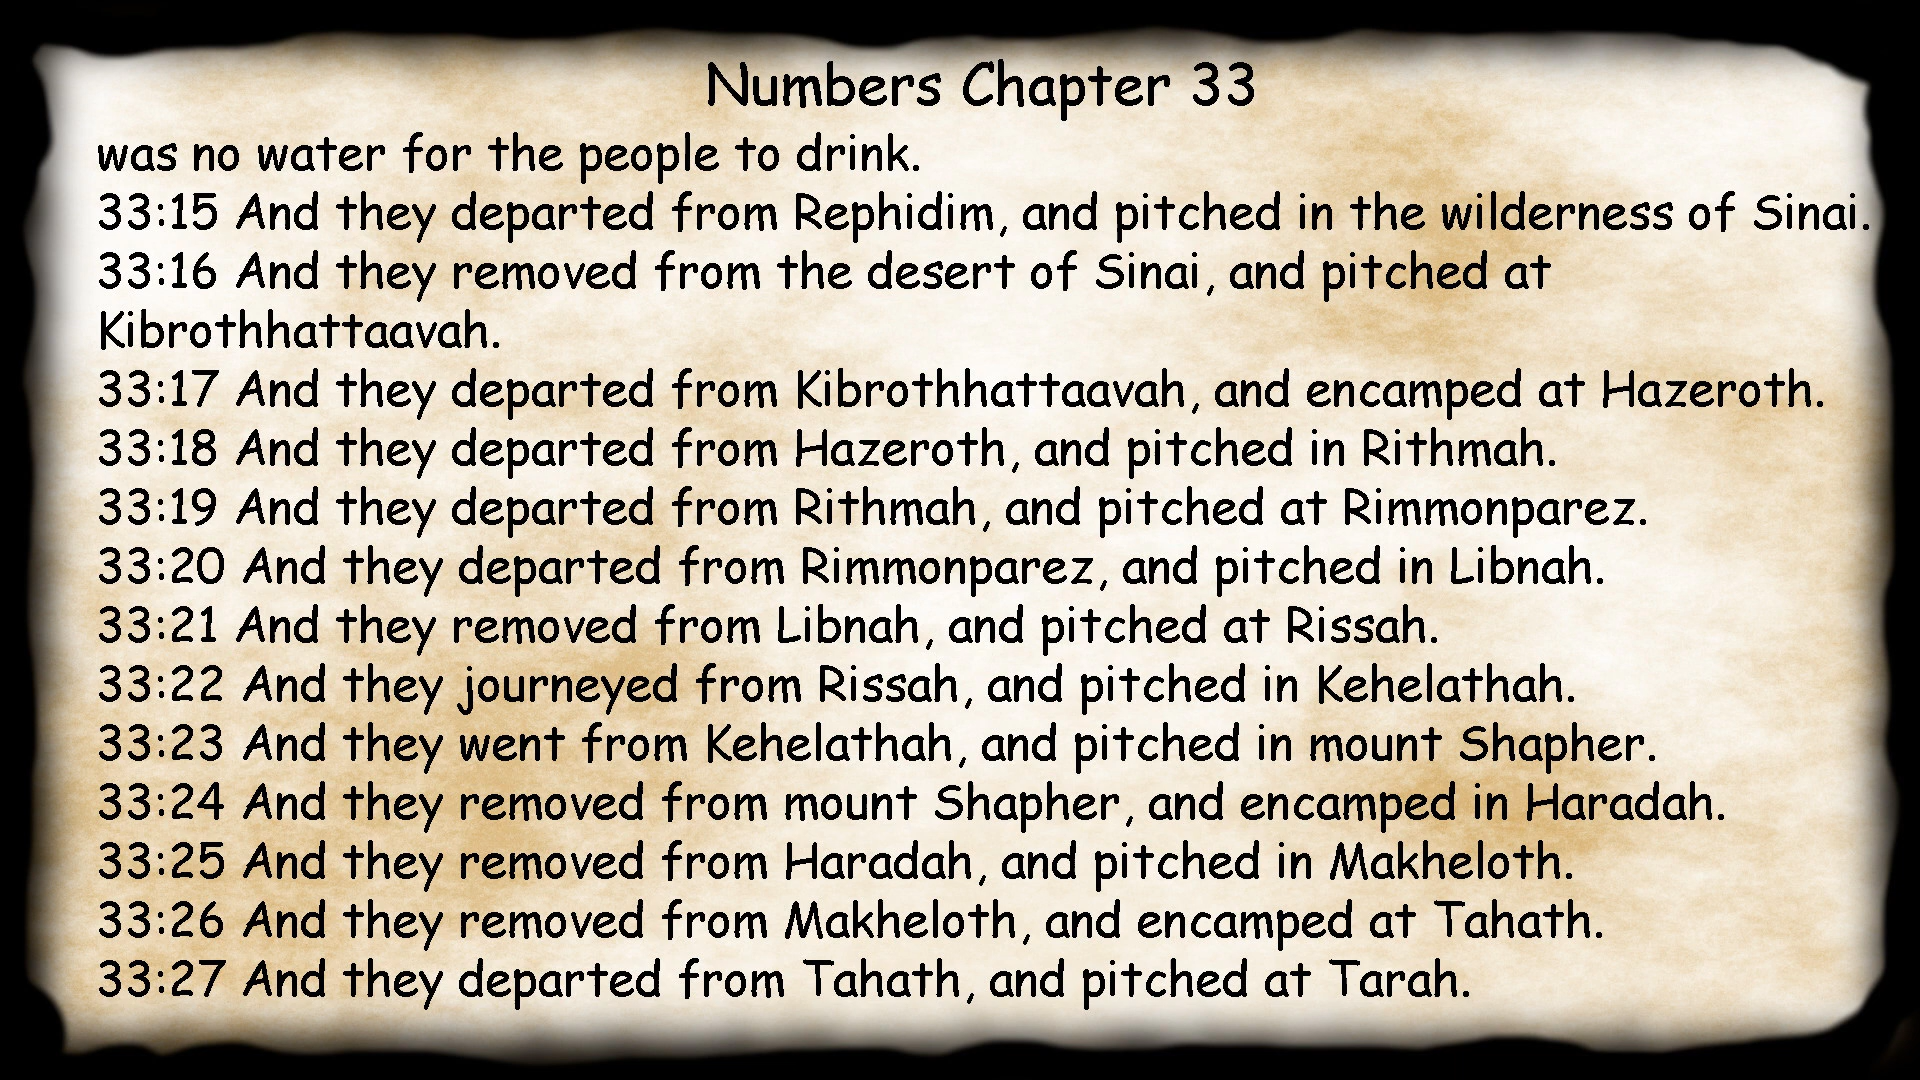 Numbers Chapter 33
was no water for the people to drink.
33:15 And they departed from Rephidim, and pitched in the wilderness of Sinai.
33:16 And they removed from the desert of Sinai, and pitched at
Kibrothhattaavah.
33:17 And they departed from Kibrothhattaavah, and encamped at Hazeroth.
33:18 And they departed from Hazeroth, and pitched in Rithmah.
33:19 And they departed from Rithmah, and pitched at Rimmonparez.
33:20 And they departed from Rimmonparez, and pitched in Libnah.
33:21 And they removed from Libnah, and pitched at Rissah.
33:22 And they journeyed from Rissah, and pitched in Kehelathah.
33:23 And they went from Kehelathah, and pitched in mount Shapher.
33:24 And they removed from mount Shapher, and encamped in Haradah.
33:25 And they removed from Haradah, and pitched in Makheloth.
33:26 And they removed from Makheloth, and encamped at Tahath.
33:27 And they departed from Tahath, and pitched at Tarah.